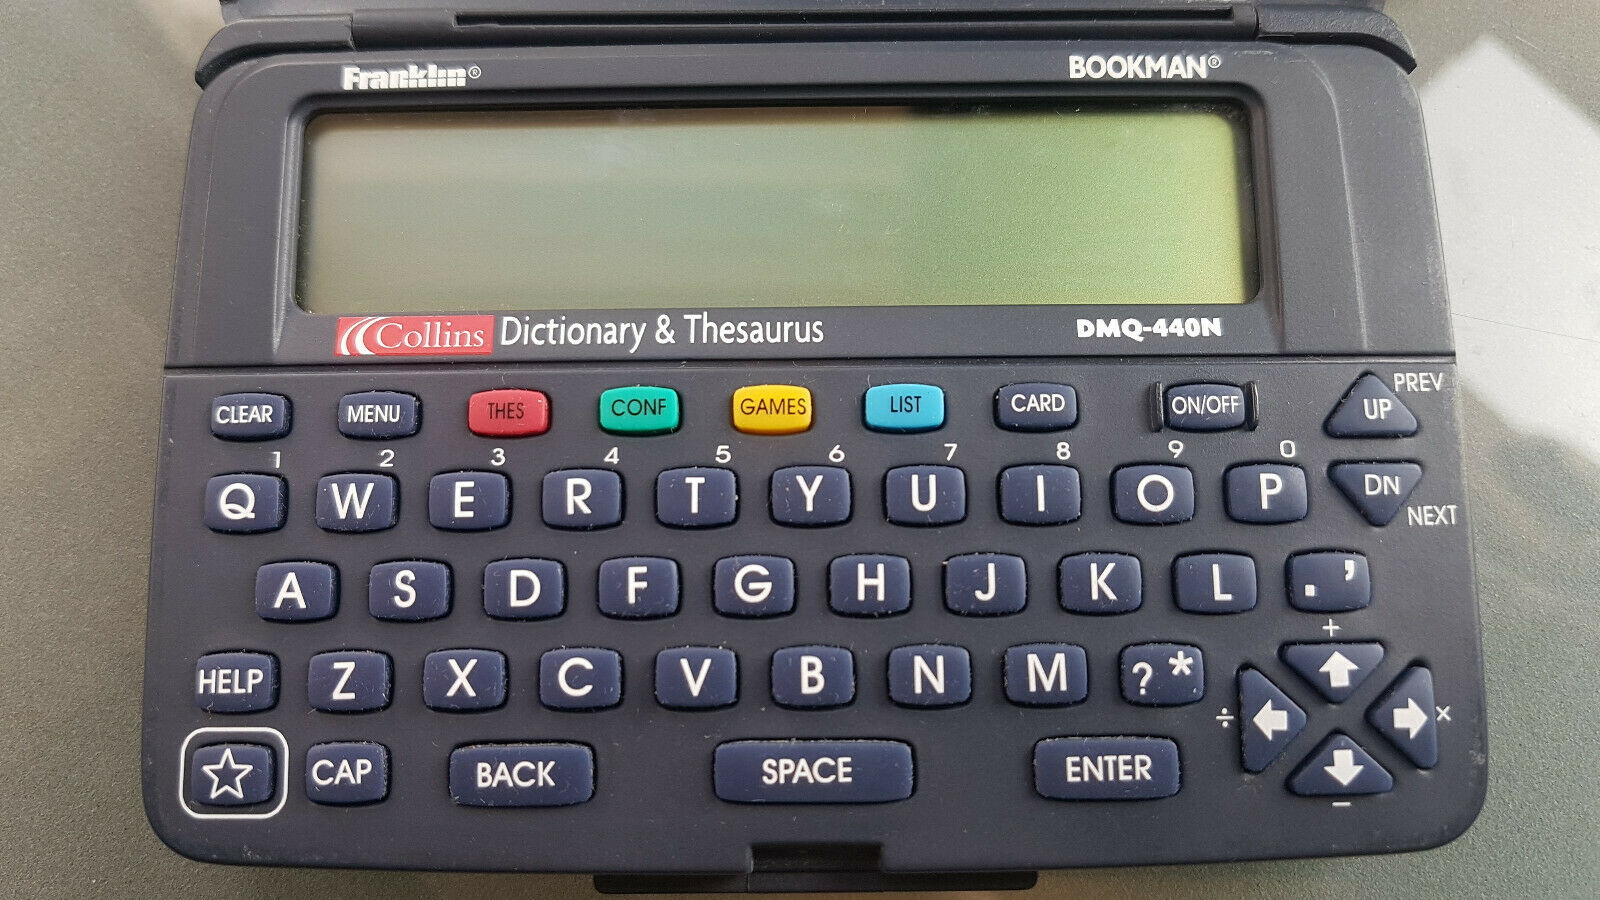 Franklin® BOOKMAN®
Collins Dictionary & Thesaurus DMQ-440N
PREV
CLEAR MENU THES CONF GAMES LIST CARD ON/OFF UP
1 2 3 4 5 6 7 8 9 0
Q W E R T Y U I O P DN
NEXT
A S D F G H J K L . ’
+
HELP Z X C V B N M ? *
÷ ×
CAP BACK SPACE ENTER
−